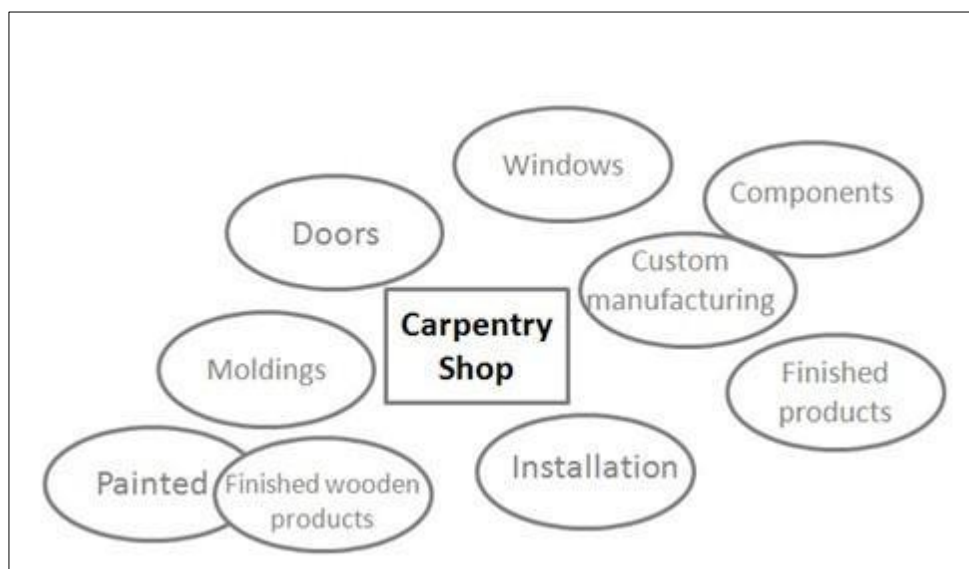 Windows
Components
Doors
Custom
manufacturing
Carpentry
Shop
Moldings
Finished
products
Painted
Finished wooden
products
Installation